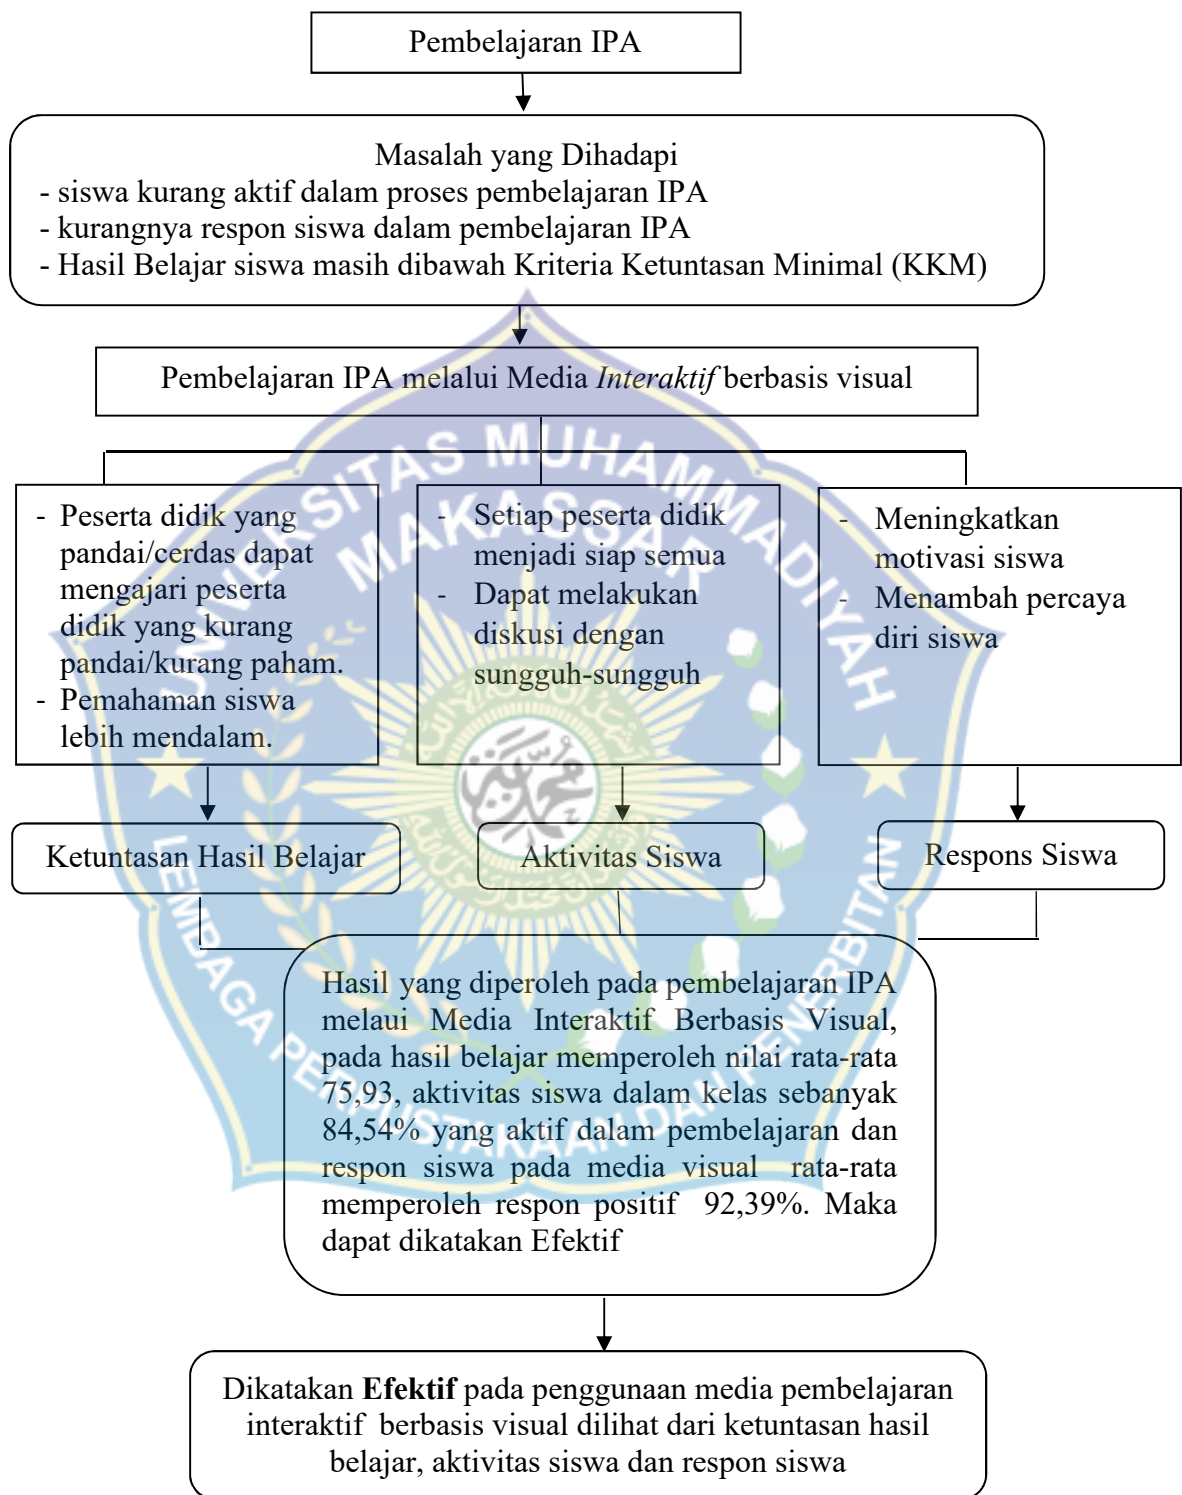 Pembelajaran IPA
Masalah yang Dihadapi
- siswa kurang aktif dalam proses pembelajaran IPA
- kurangnya respon siswa dalam pembelajaran IPA
- Hasil Belajar siswa masih dibawah Kriteria Ketuntasan Minimal (KKM)
Pembelajaran IPA melalui Media Interaktif berbasis visual
- Peserta didik yang
pandai/cerdas dapat
mengajari peserta
didik yang kurang
pandai/kurang paham.
- Pemahaman siswa
lebih mendalam.
- Setiap peserta didik
menjadi siap semua
- Dapat melakukan
diskusi dengan
sungguh-sungguh
- Meningkatkan
motivasi siswa
- Menambah percaya
diri siswa
Ketuntasan Hasil Belajar
Aktivitas Siswa
Respons Siswa
Hasil yang diperoleh pada pembelajaran IPA
melaui Media Interaktif Berbasis Visual,
pada hasil belajar memperoleh nilai rata-rata
75,93, aktivitas siswa dalam kelas sebanyak
84,54% yang aktif dalam pembelajaran dan
respon siswa pada media visual rata-rata
memperoleh respon positif 92,39%. Maka
dapat dikatakan Efektif
Dikatakan Efektif pada penggunaan media pembelajaran
interaktif berbasis visual dilihat dari ketuntasan hasil
belajar, aktivitas siswa dan respon siswa
UNIVERSITAS MUHAMMADIYAH
MAKASSAR
LEMBAGA PERPUSTAKAAN DAN PENERBITAN